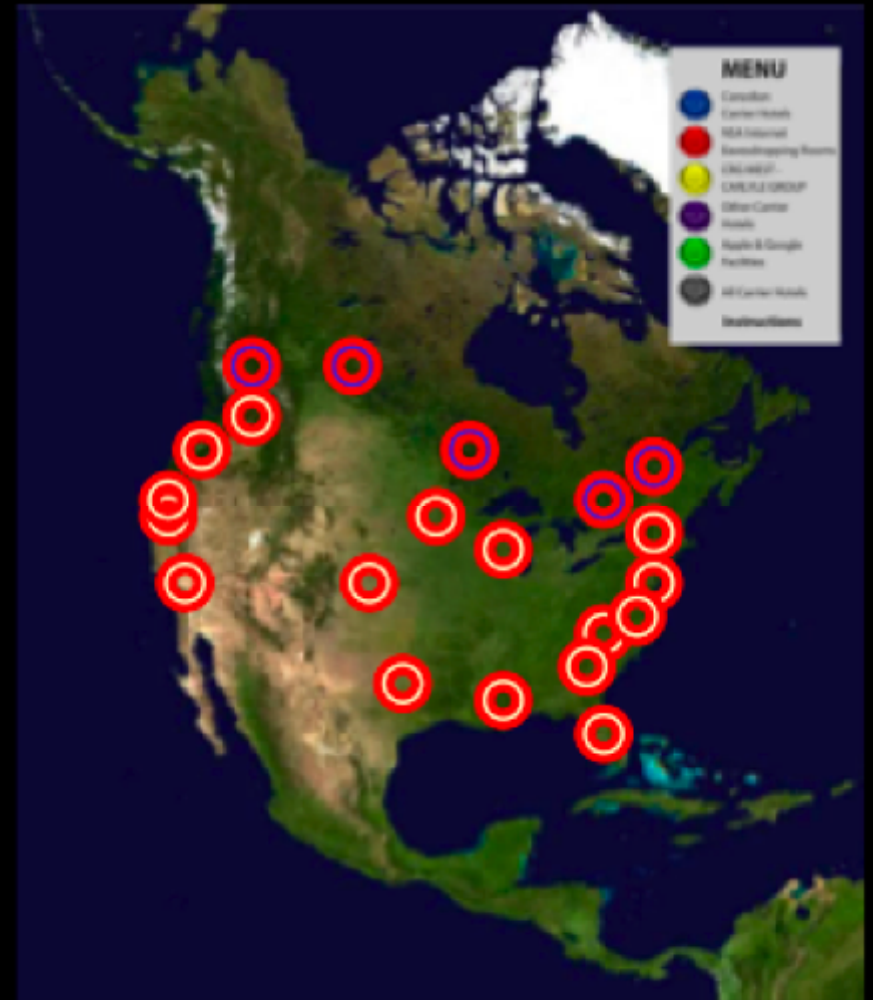 MENU
Canadian
Carrier Hotels
NSA Internet
Eavesdropping Rooms
CARLYLE GROUP
Other Carrier
Hotels
Apple & Google
Facilities
All Carrier Hotels
Instructions